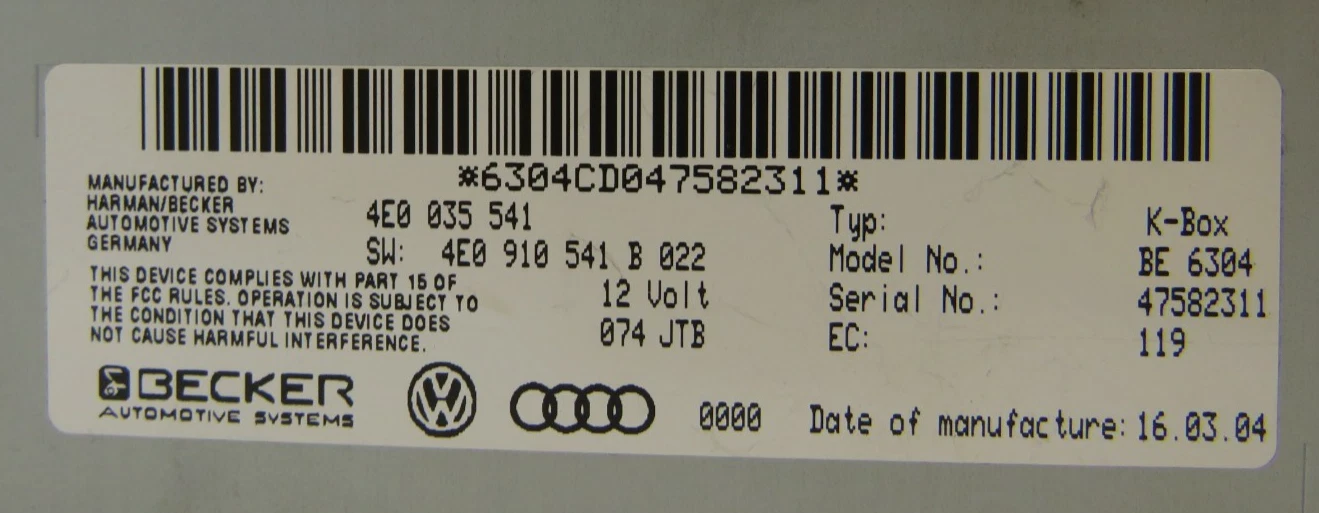 *6304CD047582311*
MANUFACTURED BY:
HARMAN/BECKER
AUTOMOTIVE SYSTEMS
GERMANY
THIS DEVICE COMPLIES WITH PART 15 OF
THE FCC RULES. OPERATION IS SUBJECT TO
THE CONDITION THAT THIS DEVICE DOES
NOT CAUSE HARMFUL INTERFERENCE.
4E0 035 541
SW: 4E0 910 541 B 022
12 Volt
074 JTB
Typ: K-Box
Model No.: BE 6304
Serial No.: 47582311
EC: 119
BECKER
AUTOMOTIVE SYSTEMS
VW
0000
Date of manufacture: 16.03.04